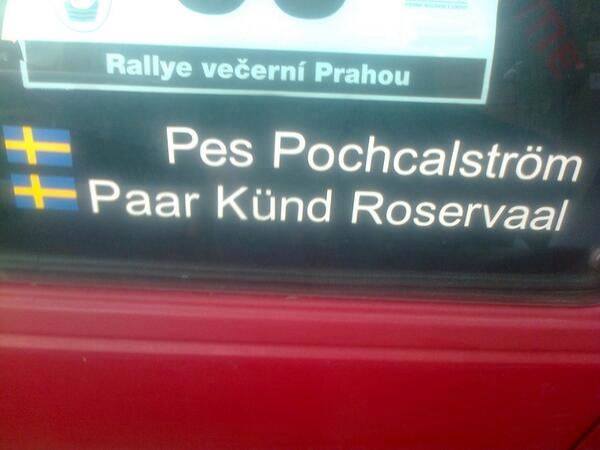 Rallye večerní Prahou
Pes Pochcalström
Paar Künd Roservaal